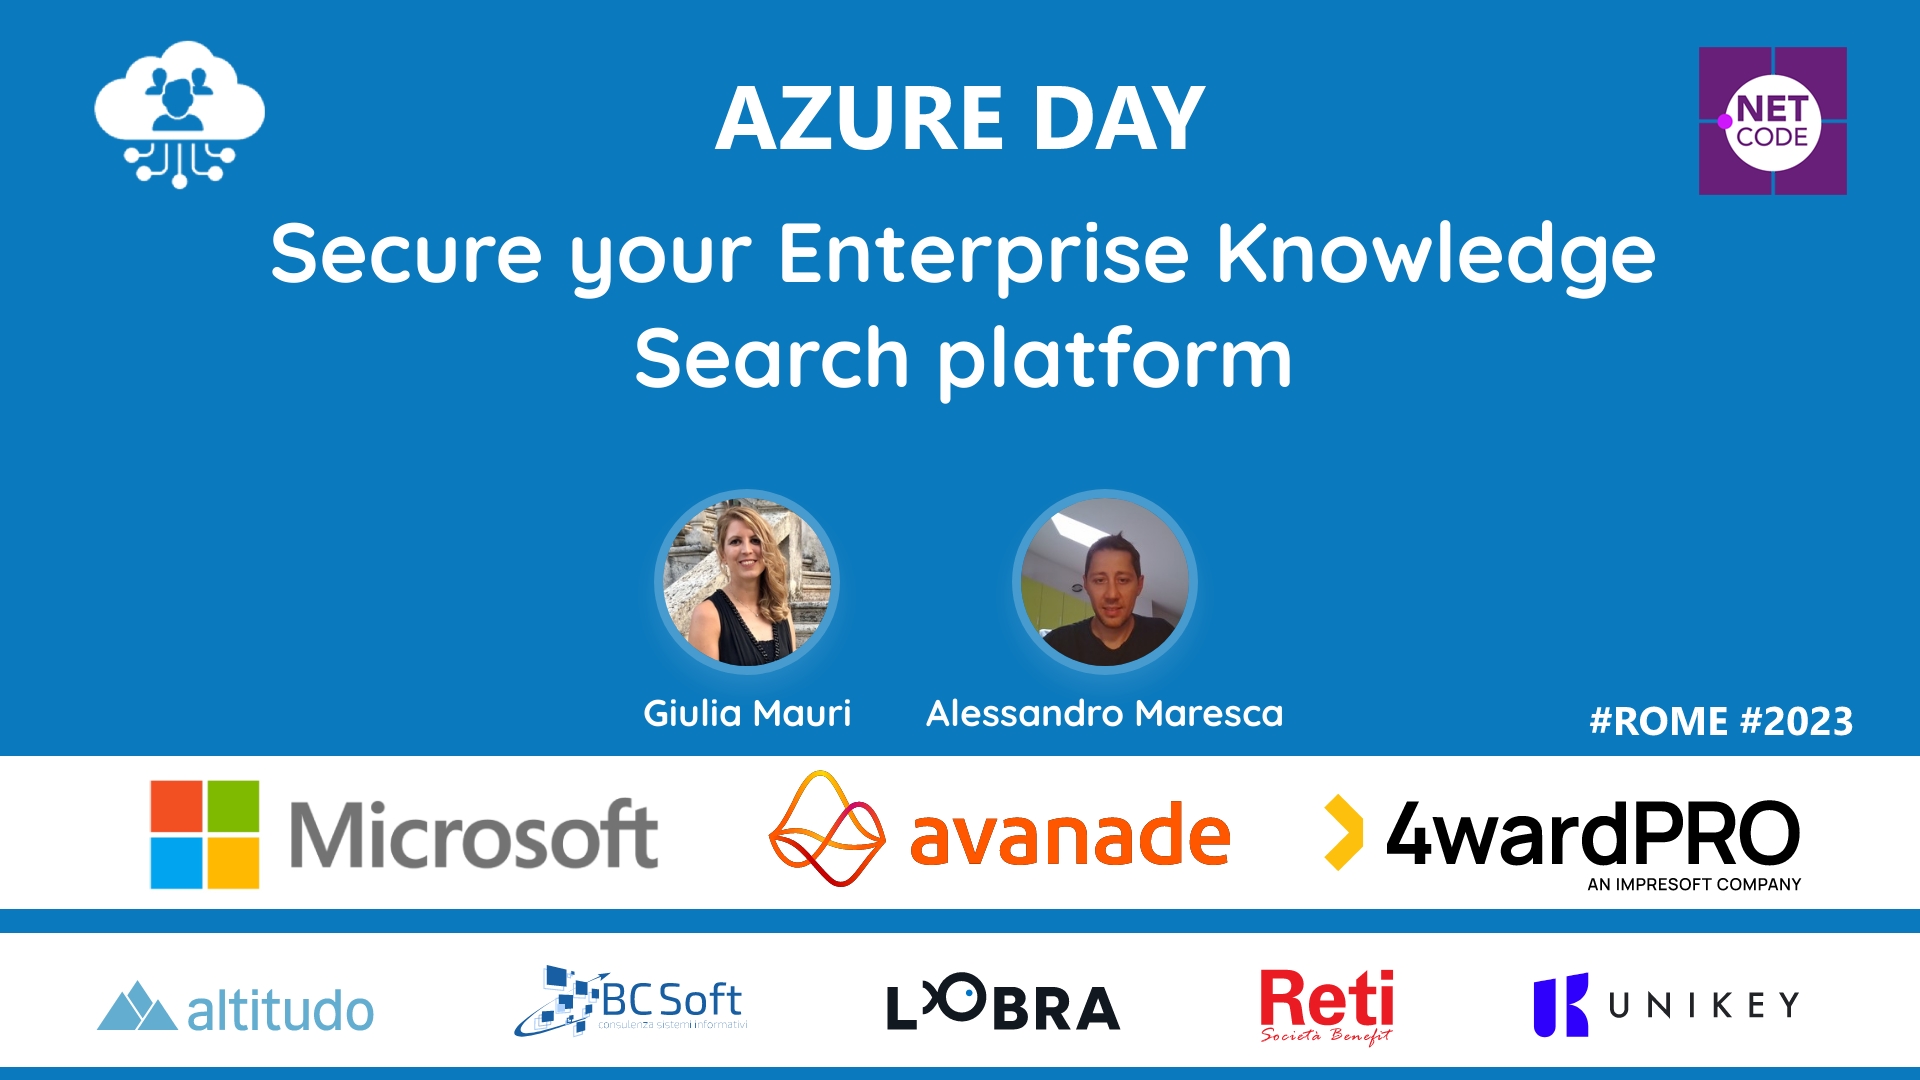 AZURE DAY
NET
CODE
Secure your Enterprise Knowledge
Search platform
Giulia Mauri
Alessandro Maresca
#ROME #2023
Microsoft
avanade
4wardPRO
AN IMPRESOFT COMPANY
altitudo
BCSoft
consulenza sistemi informativi
LOBRA
Reti
Società Benefit
UNIKEY